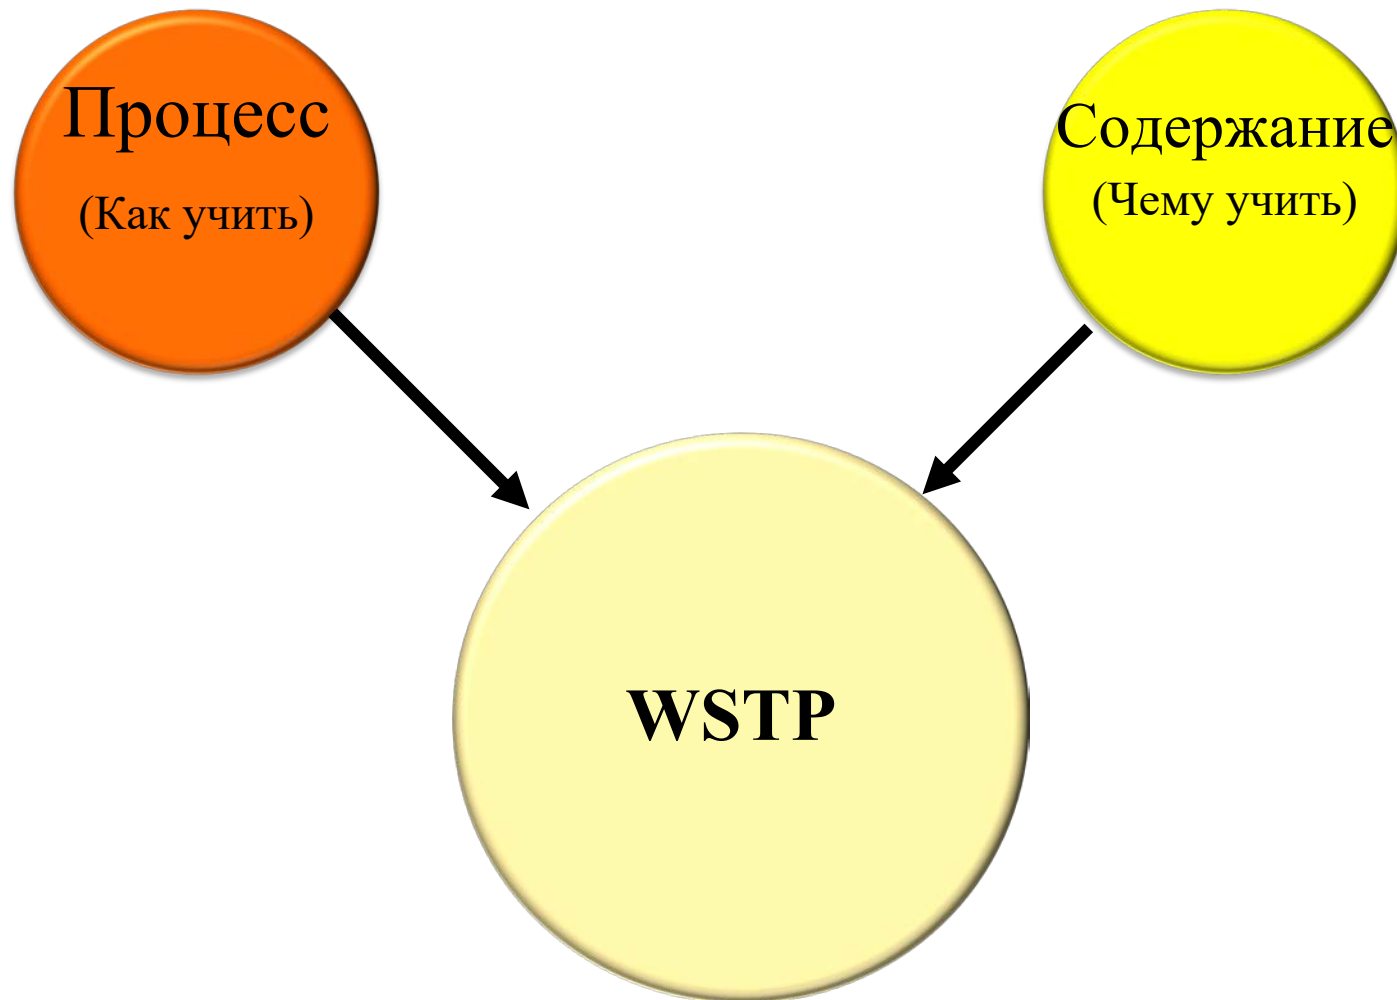 Процесс
(Как учить)
Содержание
(Чему учить)
WSTP